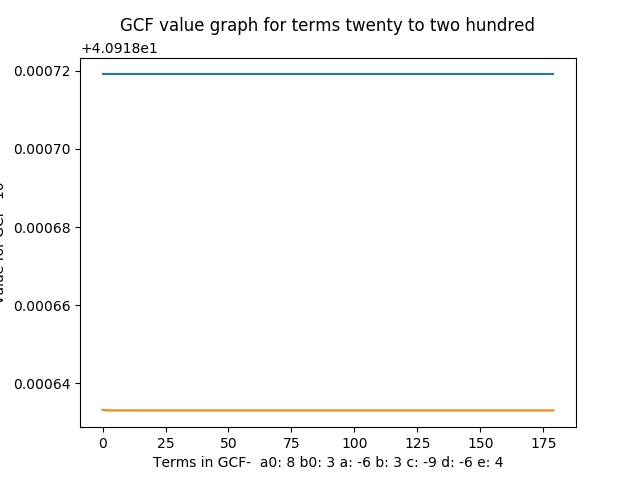 GCF value graph for terms twenty to two hundred
+4.0918e1
0.00072
0.00070
0.00068
0.00066
0.00064
0 25 50 75 100 125 150 175
Terms in GCF- a0: 8 b0: 3 a: -6 b: 3 c: -9 d: -6 e: 4